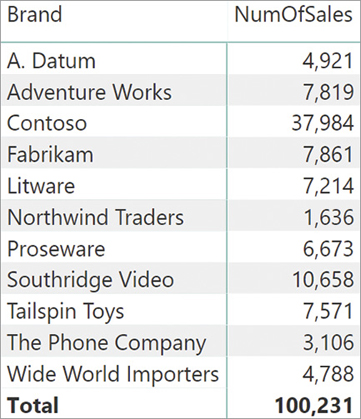 Brand NumOfSales
A. Datum 4,921
Adventure Works 7,819
Contoso 37,984
Fabrikam 7,861
Litware 7,214
Northwind Traders 1,636
Proseware 6,673
Southridge Video 10,658
Tailspin Toys 7,571
The Phone Company 3,106
Wide World Importers 4,788
Total 100,231